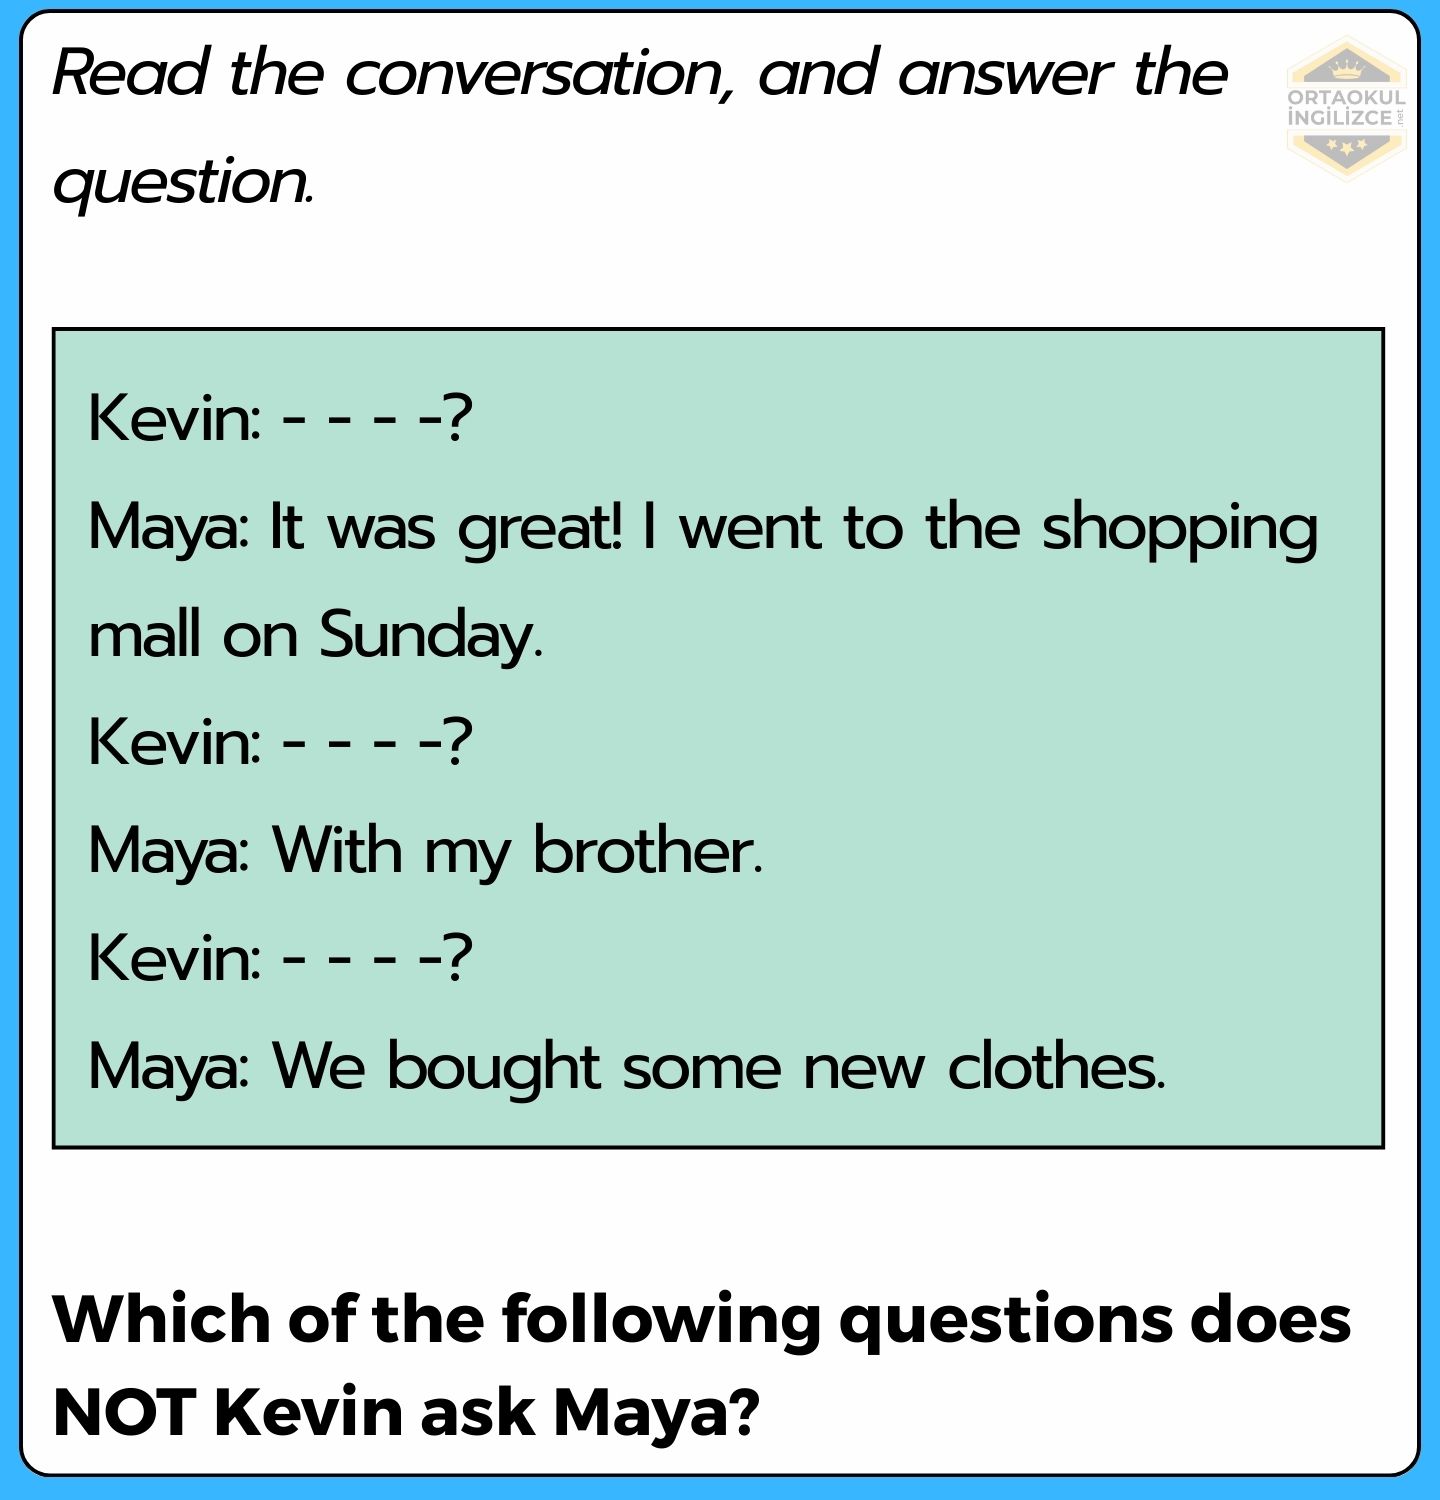 Read the conversation, and answer the
question.
ORTAOKUL
İNGİLİZCE
.net
Kevin: - - - -?
Maya: It was great! I went to the shopping
mall on Sunday.
Kevin: - - - -?
Maya: With my brother.
Kevin: - - - -?
Maya: We bought some new clothes.
Which of the following questions does
NOT Kevin ask Maya?